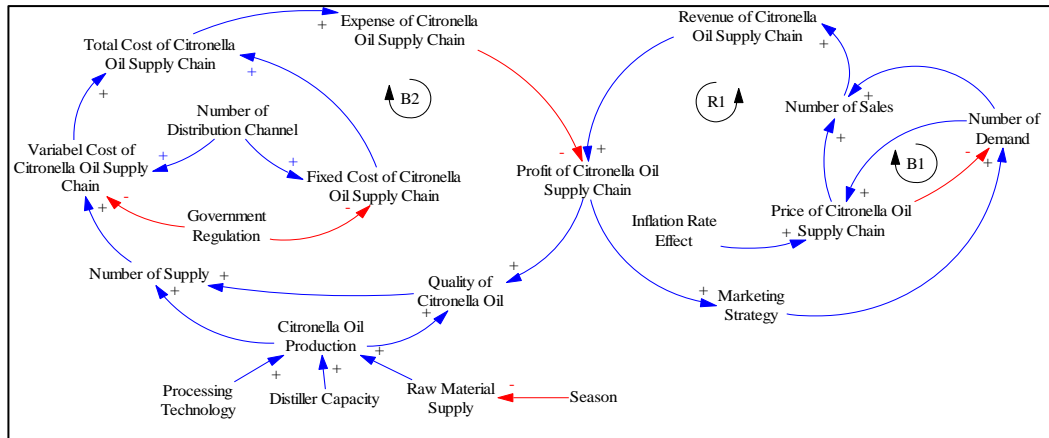 Expense of Citronella
Oil Supply Chain
+
Revenue of Citronella
Oil Supply Chain
+
Total Cost of Citronella
Oil Supply Chain
+
+
B2
R1
Number of
Distribution Channel
Number of Sales
+
+
Number of
Demand
-
+
B1
Variabel Cost of
Citronella Oil Supply
Chain
+
-
+
Fixed Cost of Citronella
Oil Supply Chain
+
-
Profit of Citronella Oil
Supply Chain
-
+
Government
Regulation
Inflation Rate
Effect
Price of Citronella Oil
Supply Chain
+
+
Number of Supply
+
+
Quality of
Citronella Oil
+
+
Marketing
Strategy
+
Citronella Oil
Production
+
+
+
Processing
Technology
Distiller Capacity
Raw Material
Supply
-
Season